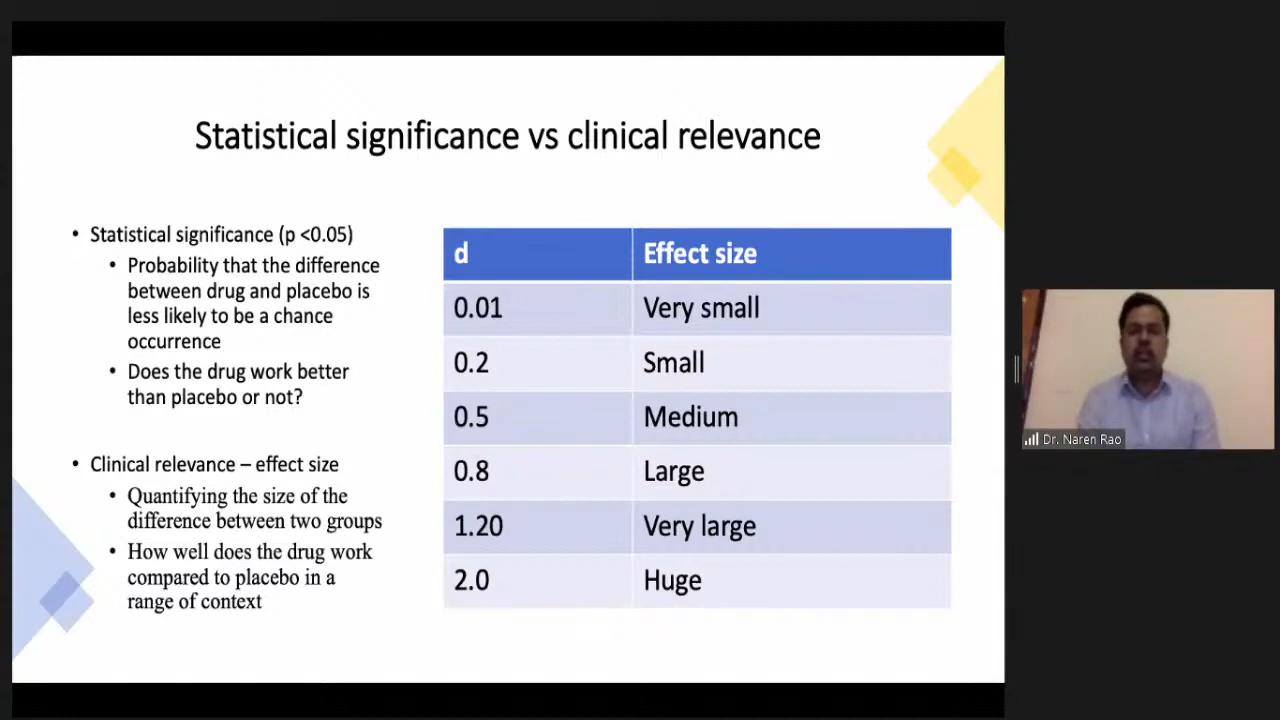 Statistical significance vs clinical relevance
• Statistical significance (p <0.05)
• Probability that the difference
between drug and placebo is
less likely to be a chance
occurrence
• Does the drug work better
than placebo or not?
• Clinical relevance – effect size
• Quantifying the size of the
difference between two groups
• How well does the drug work
compared to placebo in a
range of context
d Effect size
0.01 Very small
0.2 Small
0.5 Medium
0.8 Large
1.20 Very large
2.0 Huge
Dr. Naren Rao